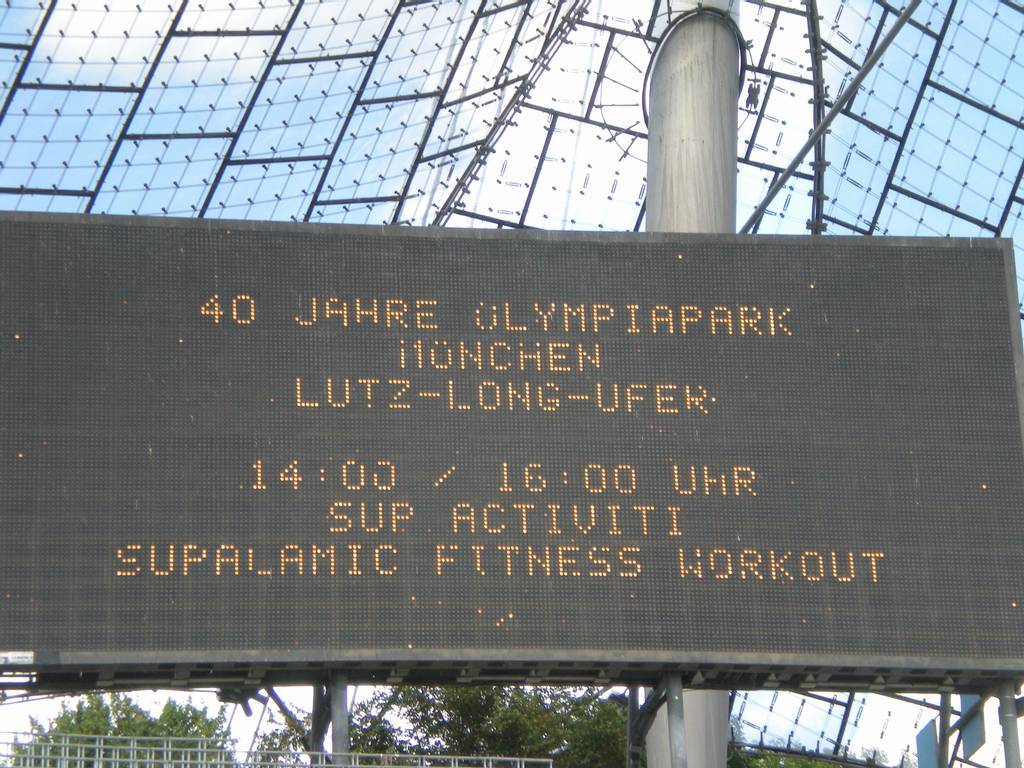 40 JAHRE OLYMPIAPARK
MÜNCHEN
LUTZ-LONG-UFER
14:00 / 16:00 UHR
SUP ACTIVITI
SUPALAMIC FITNESS WORKOUT